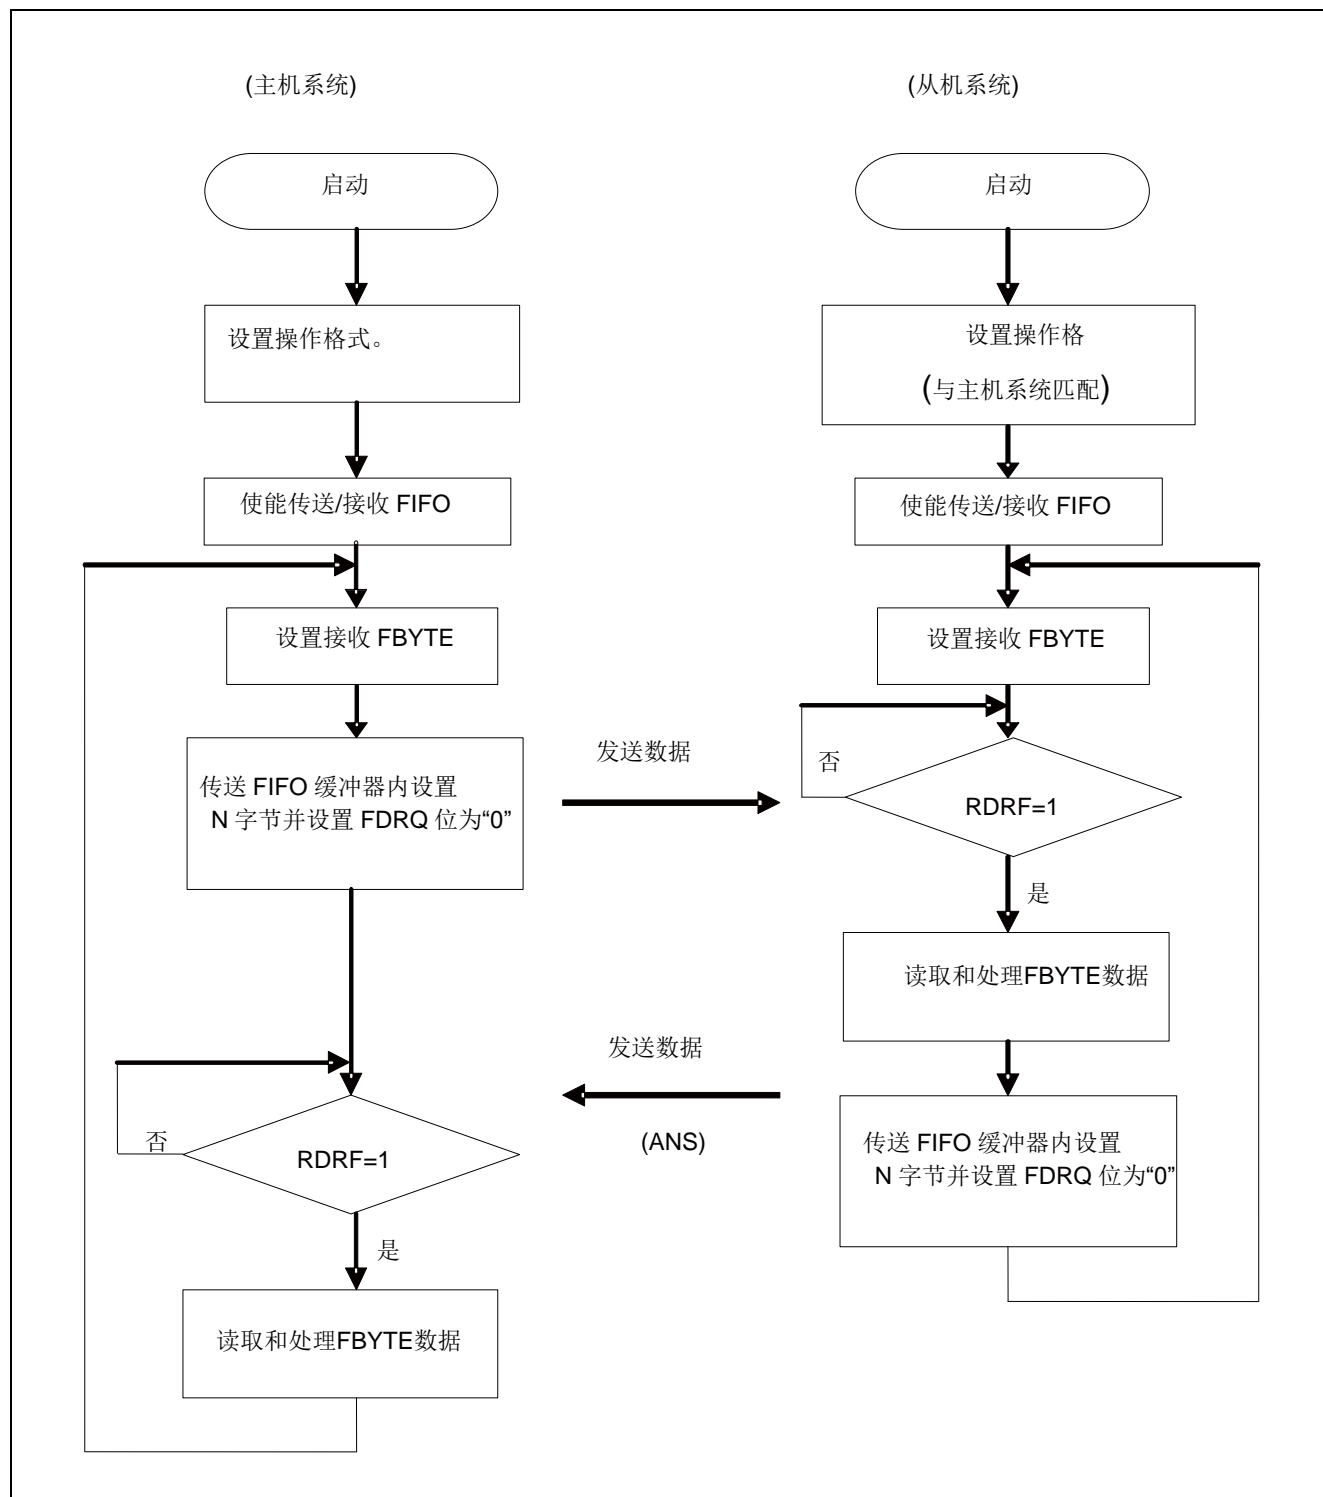 (主机系统)
启动
设置操作格式。
使能传送/接收 FIFO
设置接收 FBYTE
传送 FIFO 缓冲器内设置
N 字节并设置 FDRQ 位为“0”
否
RDRF=1
是
读取和处理FBYTE数据
发送数据
发送数据
(ANS)
(从机系统)
启动
设置操作格
(与主机系统匹配)
使能传送/接收 FIFO
设置接收 FBYTE
否
RDRF=1
是
读取和处理FBYTE数据
传送 FIFO 缓冲器内设置
N 字节并设置 FDRQ 位为“0”